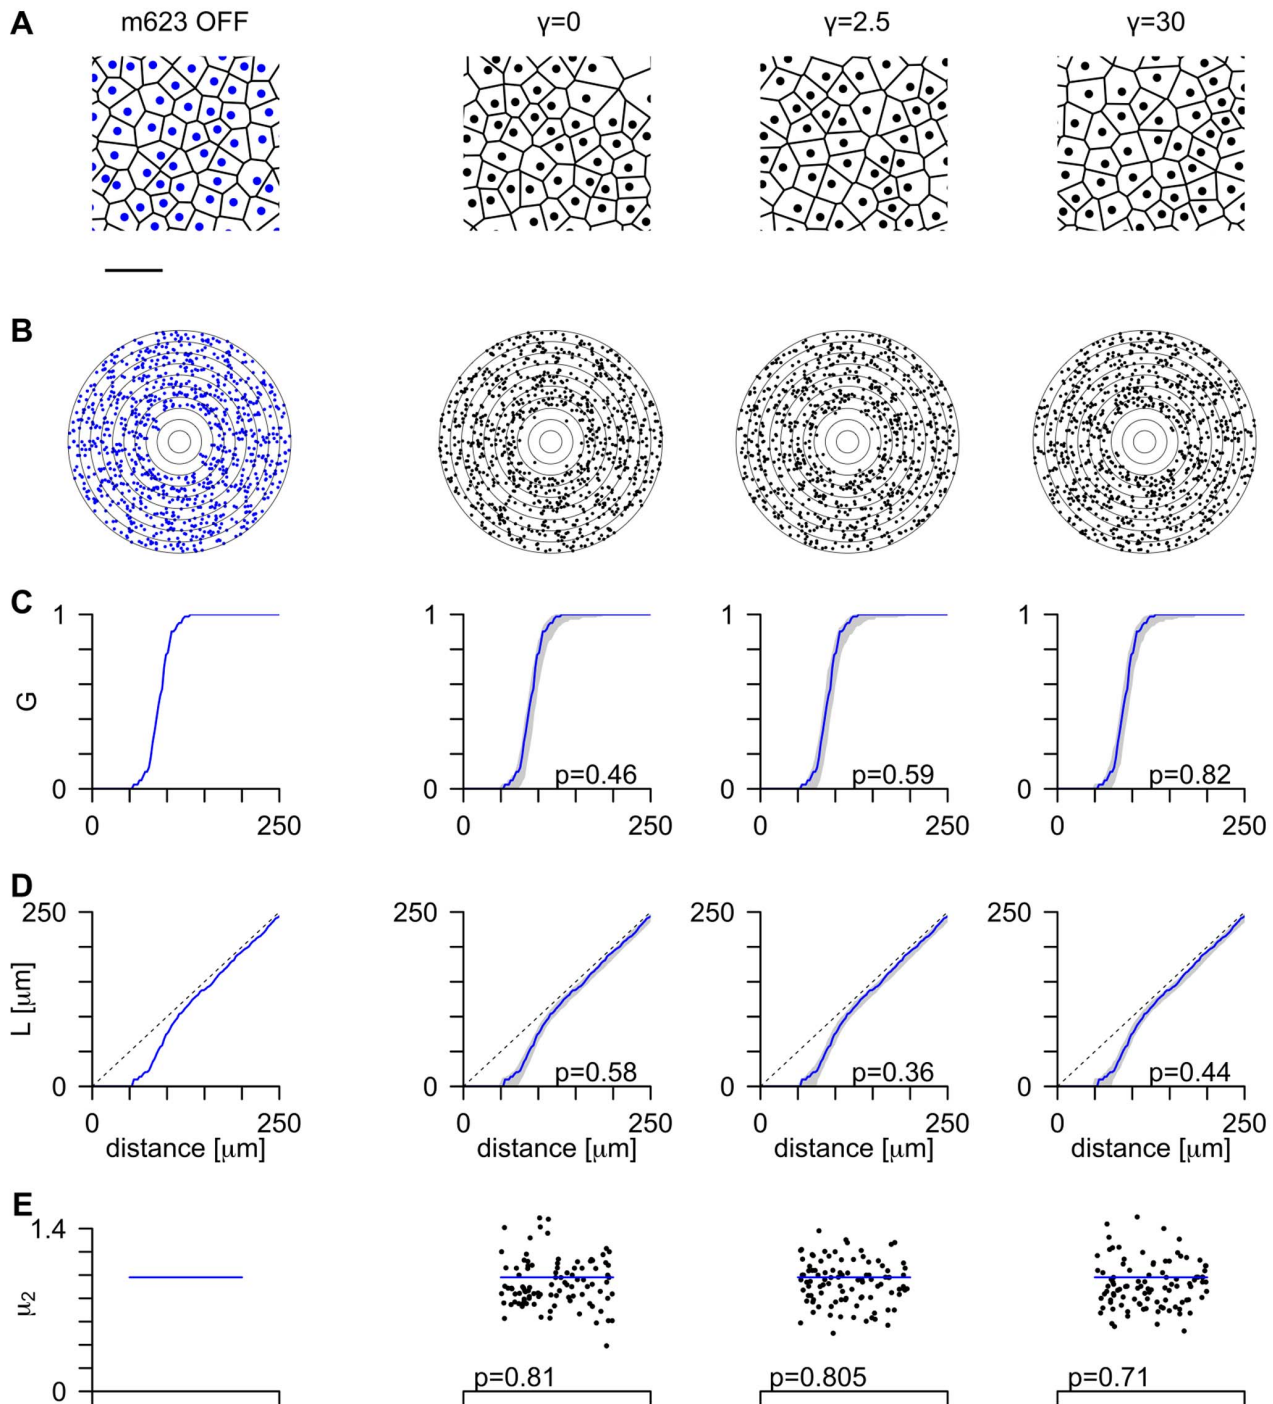 A m623 OFF γ=0 γ=2.5 γ=30
B
C
1 1 1 1
G
p=0.46 p=0.59 p=0.82
0 0 0 0
0 250 0 250 0 250 0 250
D
250 250 250 250
L [μm]
p=0.58 p=0.36 p=0.44
0 0 0 0
0 250 0 250 0 250 0 250
distance [μm] distance [μm] distance [μm] distance [μm]
E
1.4
μ2
p=0.81 p=0.805 p=0.71
0